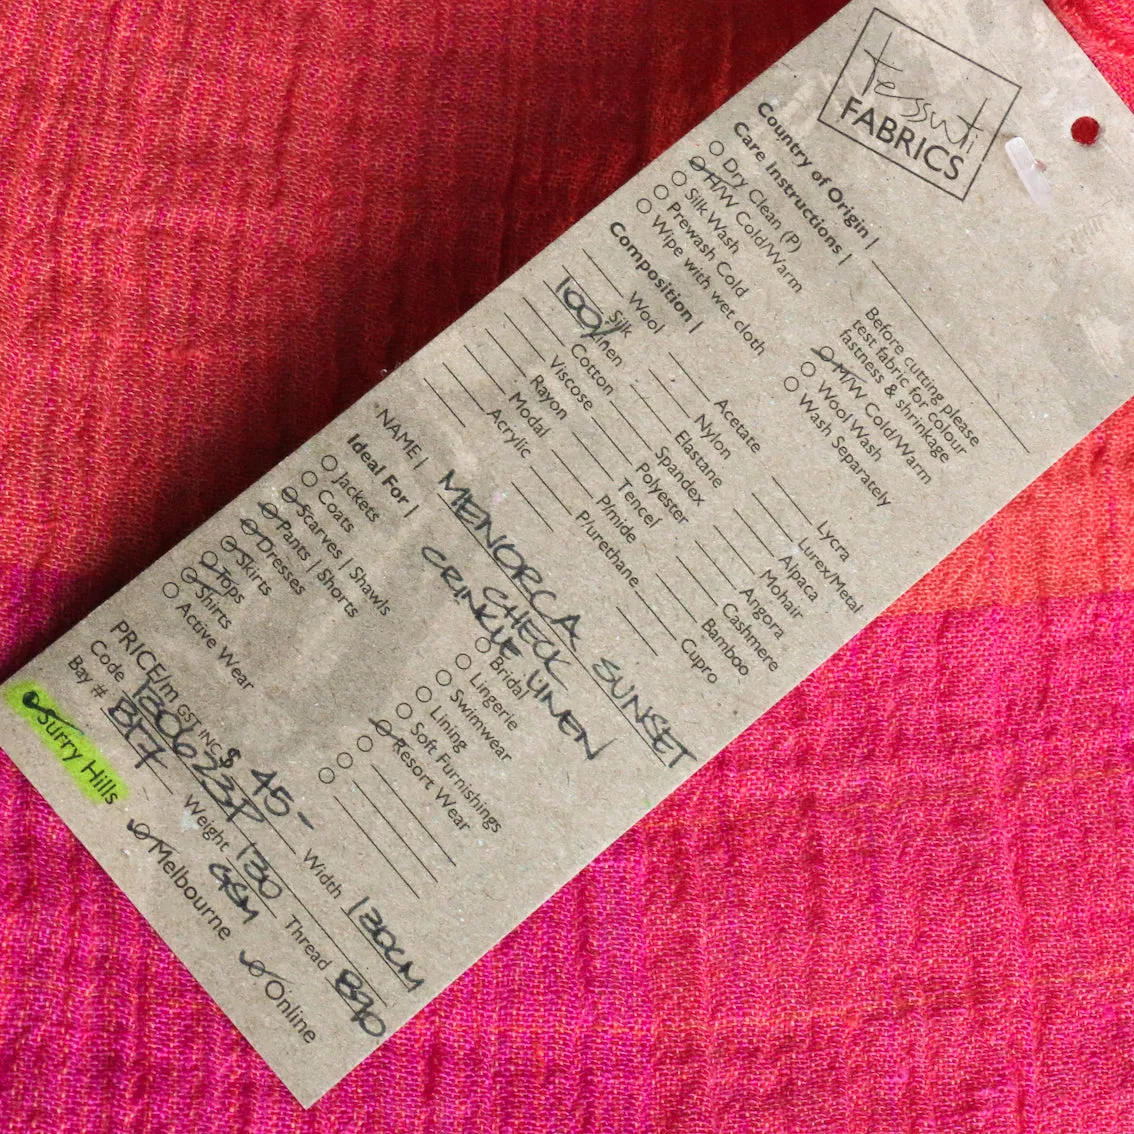 tessuti
FABRICS
Country of Origin |
Care Instructions |
Dry Clean (P)
H/W Cold/Warm
Silk Wash
Prewash Cold
Wipe with wet cloth
Before cutting please
test fabric for colour
fastness & shrinkage
H/W Cold/Warm
Wool Wash
Wash Separately
Composition |
Wool
Silk
100% Linen
Cotton
Viscose
Rayon
Modal
Acrylic
Acetate
Nylon
Elastane
Spandex
Polyester
Tencel
P/mide
P/urethane
Lycra
Lurex/Metal
Alpaca
Mohair
Angora
Cashmere
Bamboo
Cupro
NAME | MENORCA SUNSET
CHECK
CRINKLE LINEN
Ideal For |
Jackets
Coats
Scarves | Shawls
Pants | Shorts
Dresses
Skirts
Tops
Shirts
Active Wear
Bridal
Lingerie
Swimwear
Lining
Soft Furnishings
Resort Wear
PRICE/m GST INC $ 45- Width 130CM
Code Weight 130 GSM Thread 890
Bay # B17
Surry Hills Melbourne Online